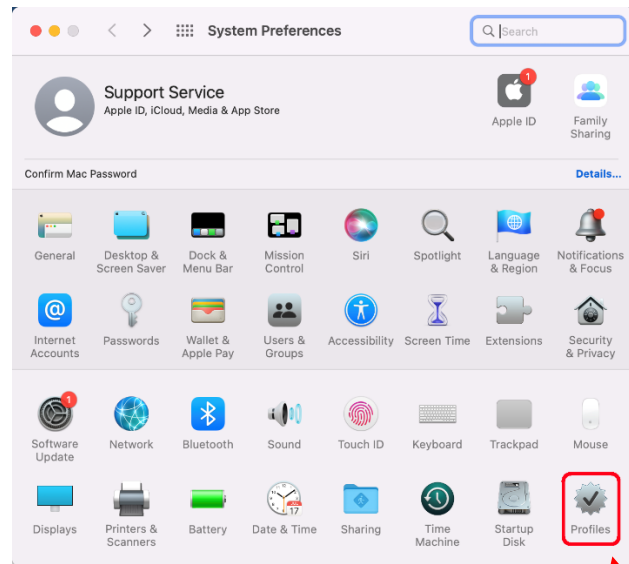 System Preferences
Search
Support Service
Apple ID, iCloud, Media & App Store
1
Apple ID
Family
Sharing
Confirm Mac Password
Details...
General
Desktop &
Screen Saver
Dock &
Menu Bar
Mission
Control
Siri
Spotlight
Language
& Region
Notifications
& Focus
@
Internet
Accounts
Passwords
Wallet &
Apple Pay
Users &
Groups
Accessibility
Screen Time
Extensions
Security
& Privacy
1
Software
Update
Network
Bluetooth
Sound
Touch ID
Keyboard
Trackpad
Mouse
Displays
Printers &
Scanners
Battery
17
Date & Time
Sharing
Time
Machine
Startup
Disk
Profiles